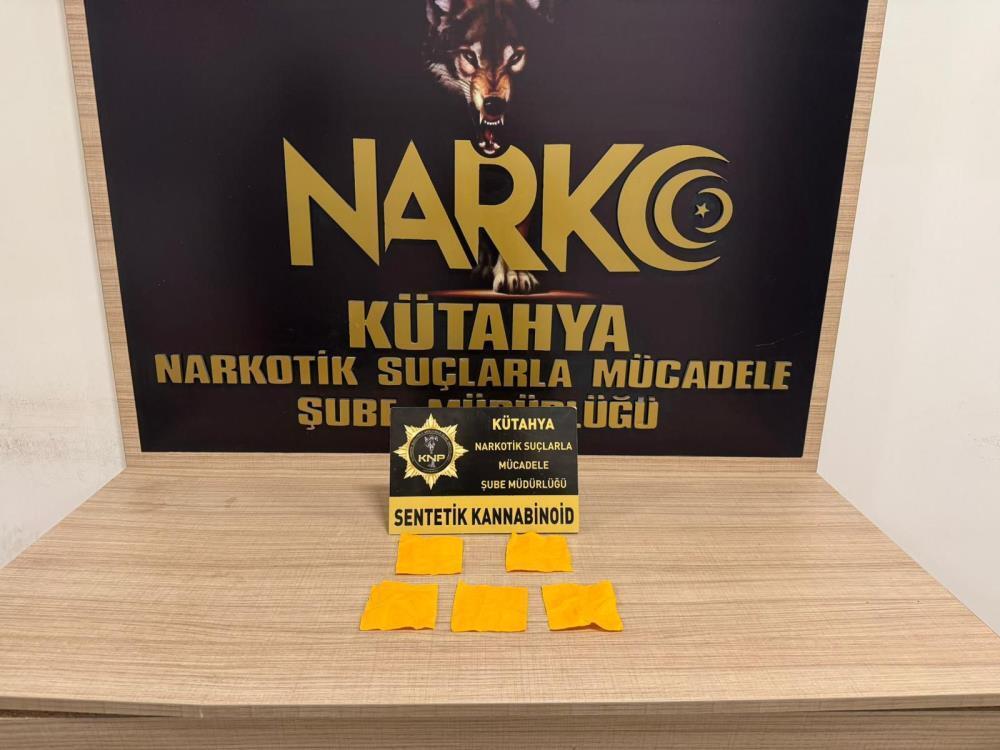 NARKO
KÜTAHYA
NARKOTİK SUÇLARLA MÜCADELE
ŞUBE MÜDÜRLÜĞÜ
KÜTAHYA
NARKOTİK SUÇLARLA
MÜCADELE
ŞUBE MÜDÜRLÜĞÜ
KNP
SENTETİK KANNABİNOİD